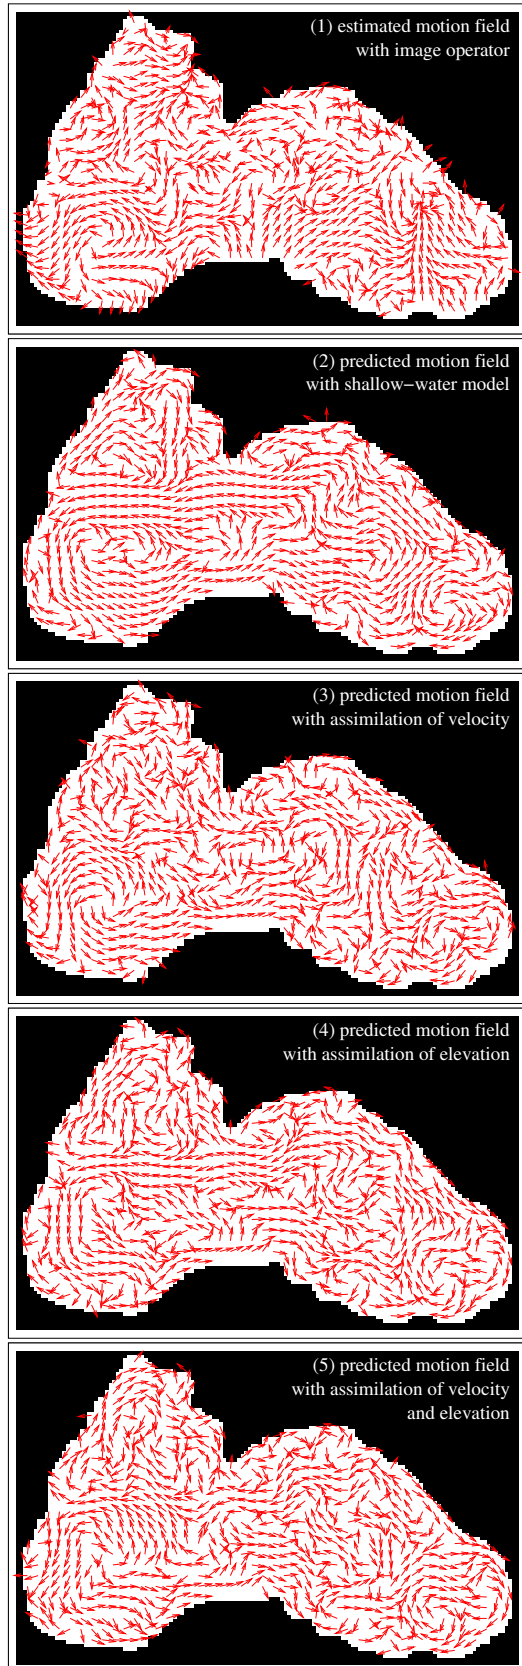 (1) estimated motion field
with image operator
(2) predicted motion field
with shallow−water model
(3) predicted motion field
with assimilation of velocity
(4) predicted motion field
with assimilation of elevation
(5) predicted motion field
with assimilation of velocity
and elevation